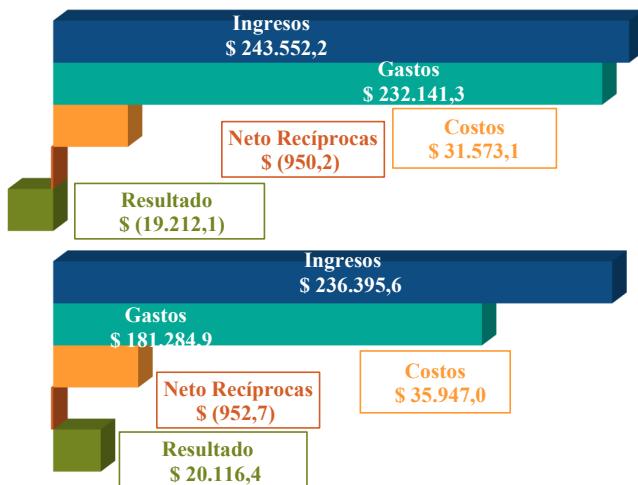 Ingresos
$ 243.552,2
Gastos
$ 232.141,3
Costos
$ 31.573,1
Neto Recíprocas
$ (950,2)
Resultado
$ (19.212,1)
Ingresos
$ 236.395,6
Gastos
$ 181.284,9
Costos
$ 35.947,0
Neto Recíprocas
$ (952,7)
Resultado
$ 20.116,4